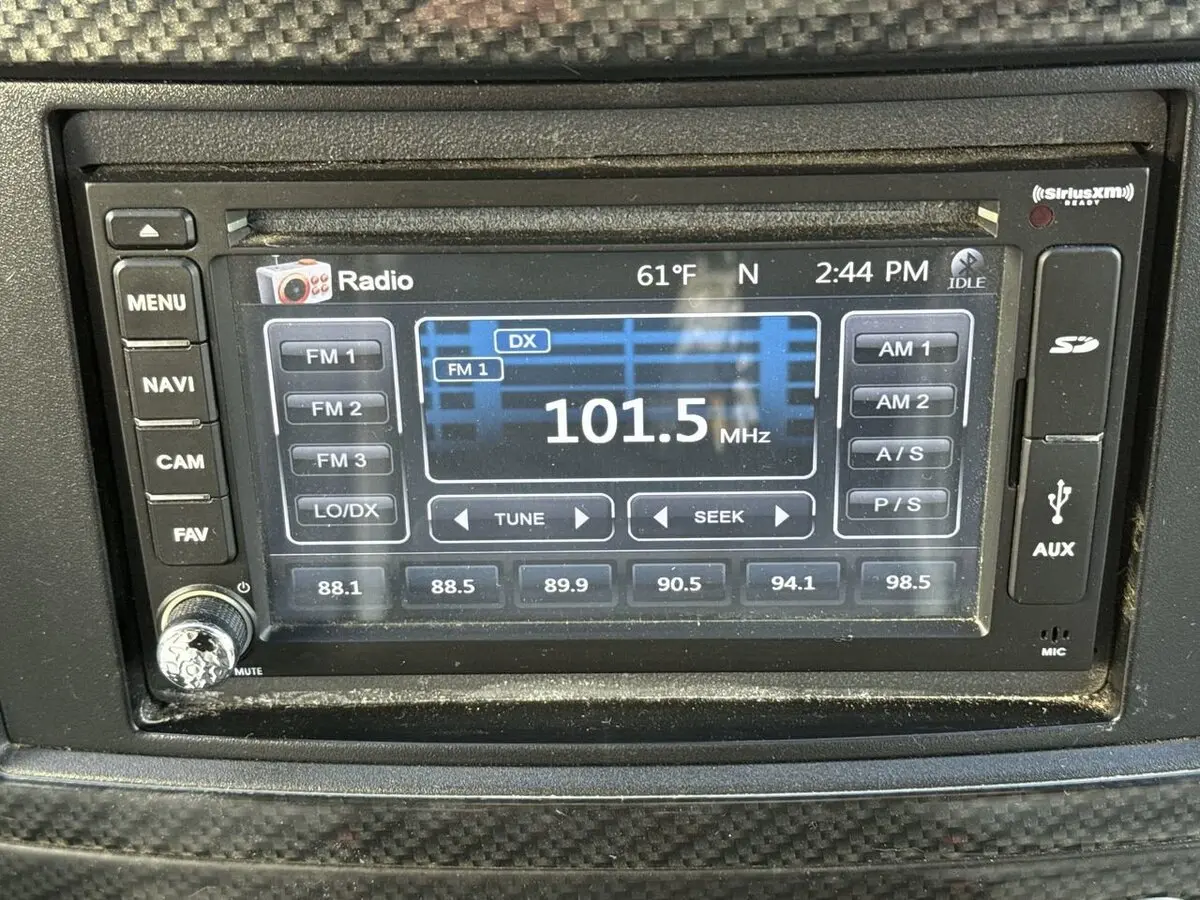 ((SiriusXM))
READY
MENU
NAVI
CAM
FAV
MUTE
Radio
61°F N 2:44 PM
IDLE
FM 1
FM 2
FM 3
LO/DX
DX
FM 1
101.5 MHz
TUNE
SEEK
AM 1
AM 2
A / S
P / S
88.1 88.5 89.9 90.5 94.1 98.5
SD
AUX
MIC